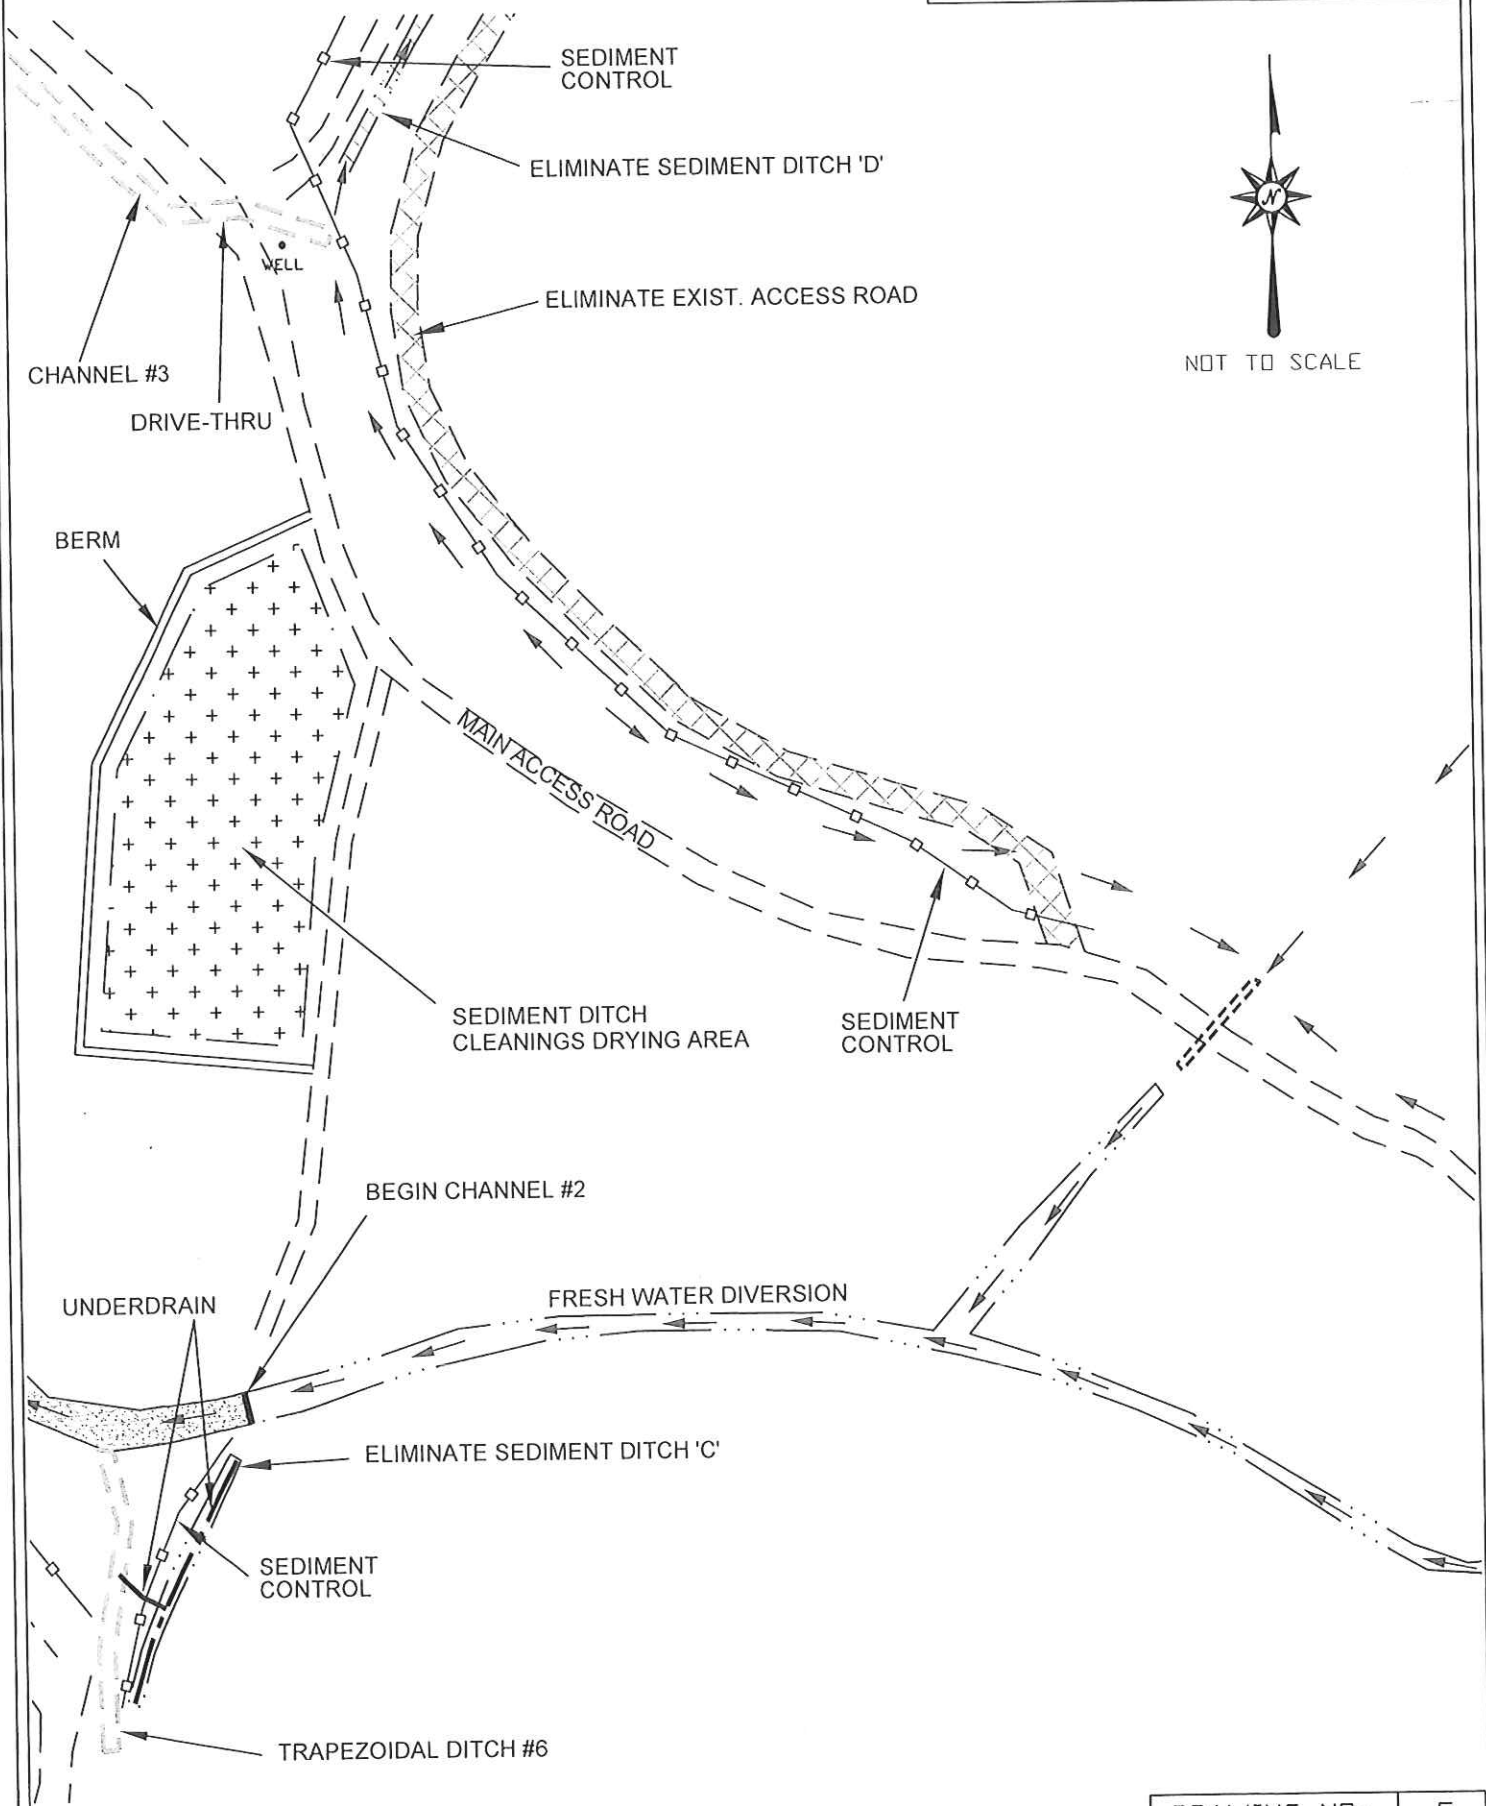 SEDIMENT
CONTROL
ELIMINATE SEDIMENT DITCH 'D'
N
WELL
ELIMINATE EXIST. ACCESS ROAD
NOT TO SCALE
CHANNEL #3
DRIVE-THRU
BERM
MAIN ACCESS ROAD
SEDIMENT DITCH
CLEANINGS DRYING AREA
SEDIMENT
CONTROL
BEGIN CHANNEL #2
UNDERDRAIN
FRESH WATER DIVERSION
ELIMINATE SEDIMENT DITCH 'C'
SEDIMENT
CONTROL
TRAPEZOIDAL DITCH #6